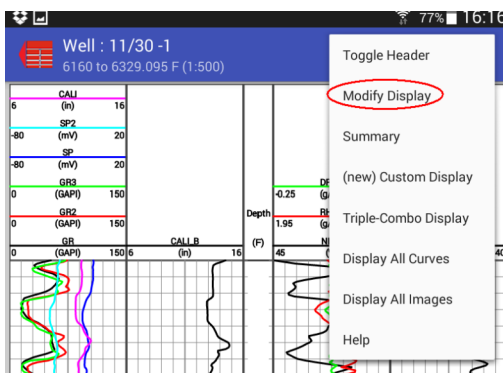 77% 16:16
Well : 11/30 -1
6160 to 6329.095 F (1:500)
Toggle Header
Modify Display
Summary
(new) Custom Display
Triple-Combo Display
Display All Curves
Display All Images
Help
CALI
6 (in) 16
SP2
-80 (mV) 20
SP
-80 (mV) 20
GR3
0 (GAPI) 150
GR2
0 (GAPI) 150
GR
0 (GAPI) 150
CALI_B
6 (in) 16
Depth
(F)
-0.25
1.95
45